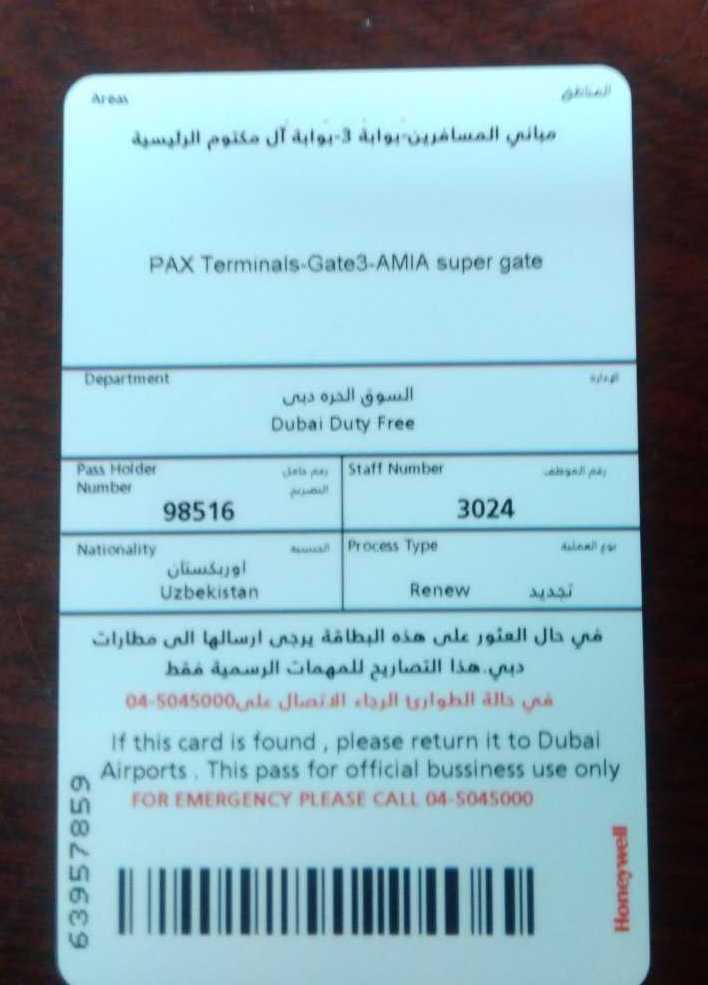 Areas المناطق
مباني المسافرين-بوابة 3-بوابة آل مكتوم الرئيسية
PAX Terminals-Gate3-AMIA super gate
Department الإدارة
السوق الحره دبى
Dubai Duty Free
Pass Holder Number رقم حامل التصريح
98516
Staff Number رقم الموظف
3024
Nationality الجنسية
اوزبكستان
Uzbekistan
Process Type نوع العملية
Renew تجديد
في حال العثور على هذه البطاقة يرجى ارسالها الى مطارات
دبي.هذا التصاريح للمهمات الرسمية فقط
في حالة الطوارئ الرجاء الاتصال على04-5045000
If this card is found , please return it to Dubai
Airports . This pass for official bussiness use only
FOR EMERGENCY PLEASE CALL 04-5045000
63957859
Honeywell